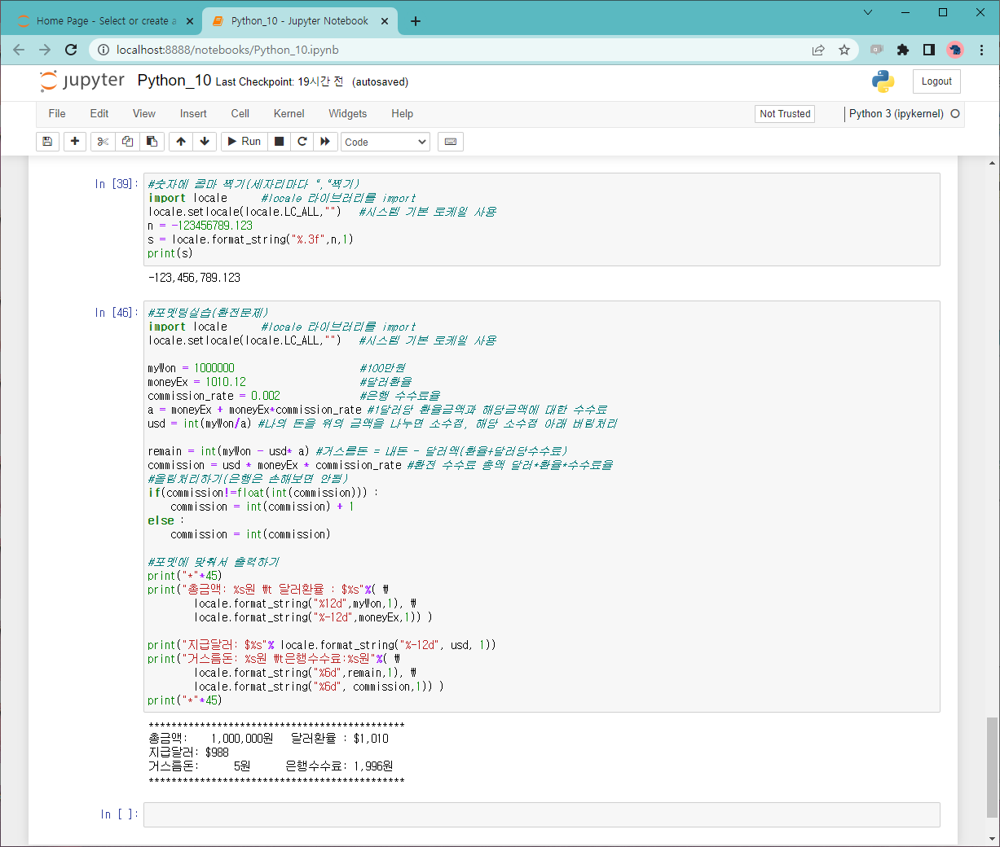 Home Page - Select or create a
Python_10 - Jupyter Notebook
localhost:8888/notebooks/Python_10.ipynb
jupyter Python_10 Last Checkpoint: 19시간 전 (autosaved)
Logout
File Edit View Insert Cell Kernel Widgets Help
Not Trusted
Python 3 (ipykernel)
Run
Code
In [39]:
#숫자에 콤마 찍기(세자리마다 ","찍기)
import locale #locale 라이브러리를 import
locale.setlocale(locale.LC_ALL,"") #시스템 기본 로케일 사용
n = -123456789.123
s = locale.format_string("%.3f",n,1)
print(s)
-123,456,789.123
In [46]:
#포멧팅실습(환전문제)
import locale #locale 라이브러리를 import
locale.setlocale(locale.LC_ALL,"") #시스템 기본 로케일 사용
myWon = 1000000 #100만원
moneyEx = 1010.12 #달러환율
commission_rate = 0.002 #은행 수수료율
a = moneyEx + moneyEx*commission_rate #1달러당 환율금액과 해당금액에 대한 수수료
usd = int(myWon/a) #나의 돈을 위의 금액을 나누면 소수점, 해당 소수점 아래 버림처리
remain = int(myWon - usd* a) #거스름돈 = 내돈 - 달러액(환율+달러당수수료)
commission = usd * moneyEx * commission_rate #환전 수수료 총액 달러*환율*수수료율
#올림처리하기(은행은 손해보면 안됨)
if(commission!=float(int(commission))) :
commission = int(commission) + 1
else :
commission = int(commission)
#포멧에 맞춰서 출력하기
print("*"*45)
print("총금액: %s원 ₩t 달러환율 : $%s"%( ₩
locale.format_string("%12d",myWon,1), ₩
locale.format_string("%-12d",moneyEx,1)) )
print("지급달러: $%s"% locale.format_string("%-12d", usd, 1))
print("거스름돈: %s원 ₩t은행수수료:%s원"%( ₩
locale.format_string("%6d",remain,1), ₩
locale.format_string("%6d", commission,1)) )
print("*"*45)
*********************************************
총금액: 1,000,000원 달러환율 : $1,010
지급달러: $988
거스름돈: 5원 은행수수료: 1,996원
*********************************************
In [ ]: